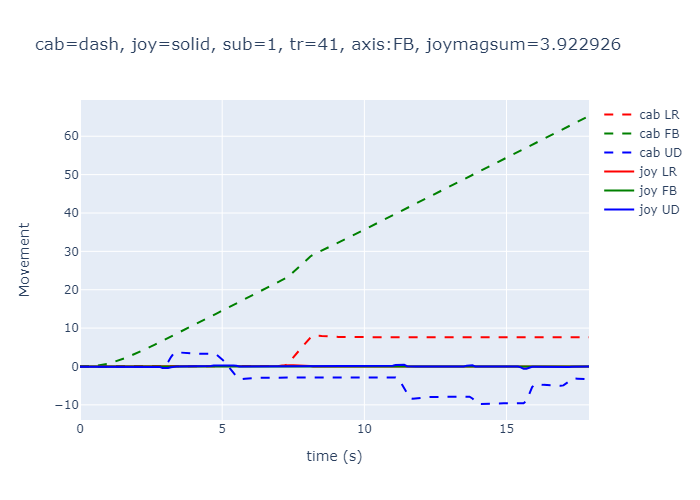 cab=dash, joy=solid, sub=1, tr=41, axis:FB, joymagsum=3.922926
cab LR
cab FB
cab UD
joy LR
joy FB
joy UD
Movement
60
50
40
30
20
10
0
−10
0
5
10
15
time (s)